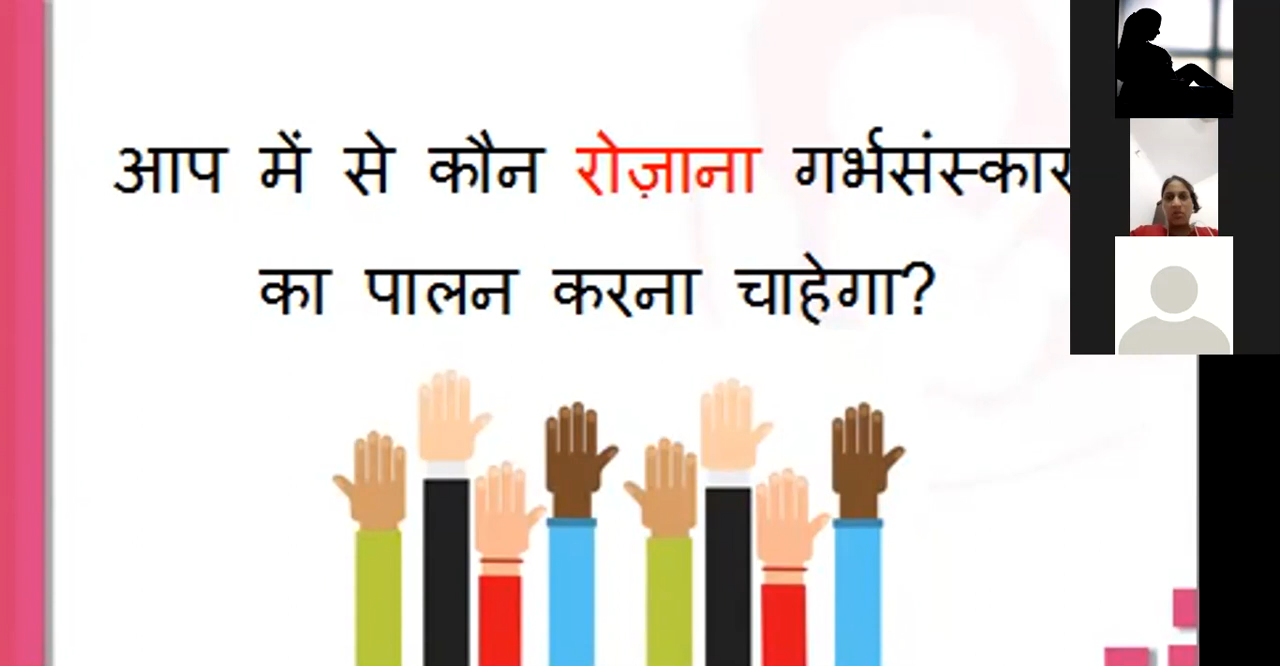 आप में से कौन रोज़ाना गर्भसंस्कार
का पालन करना चाहेगा?